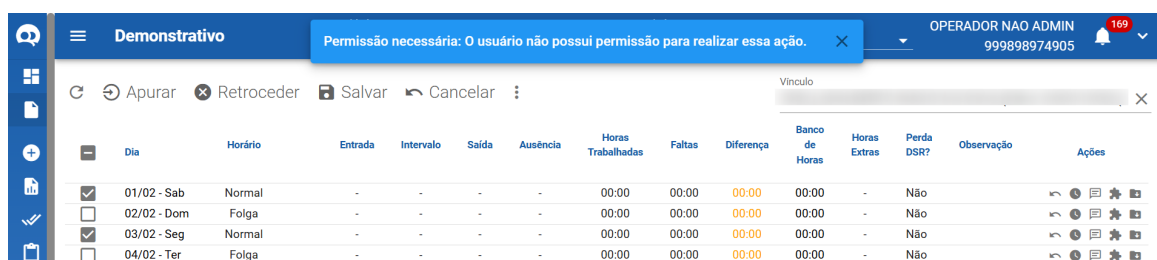 Demonstrativo
Permissão necessária: O usuário não possui permissão para realizar essa ação.
OPERADOR NAO ADMIN
999898974905
169
Apurar Retroceder Salvar Cancelar
Vínculo
Dia Horário Entrada Intervalo Saída Ausência Horas Trabalhadas Faltas Diferença Banco de Horas Horas Extras Perda DSR? Observação Ações
01/02 - Sab Normal - - - - 00:00 00:00 00:00 00:00 - Não
02/02 - Dom Folga - - - - 00:00 00:00 00:00 00:00 - Não
03/02 - Seg Normal - - - - 00:00 00:00 00:00 00:00 - Não
04/02 - Ter Folga - - - - 00:00 00:00 00:00 00:00 - Não